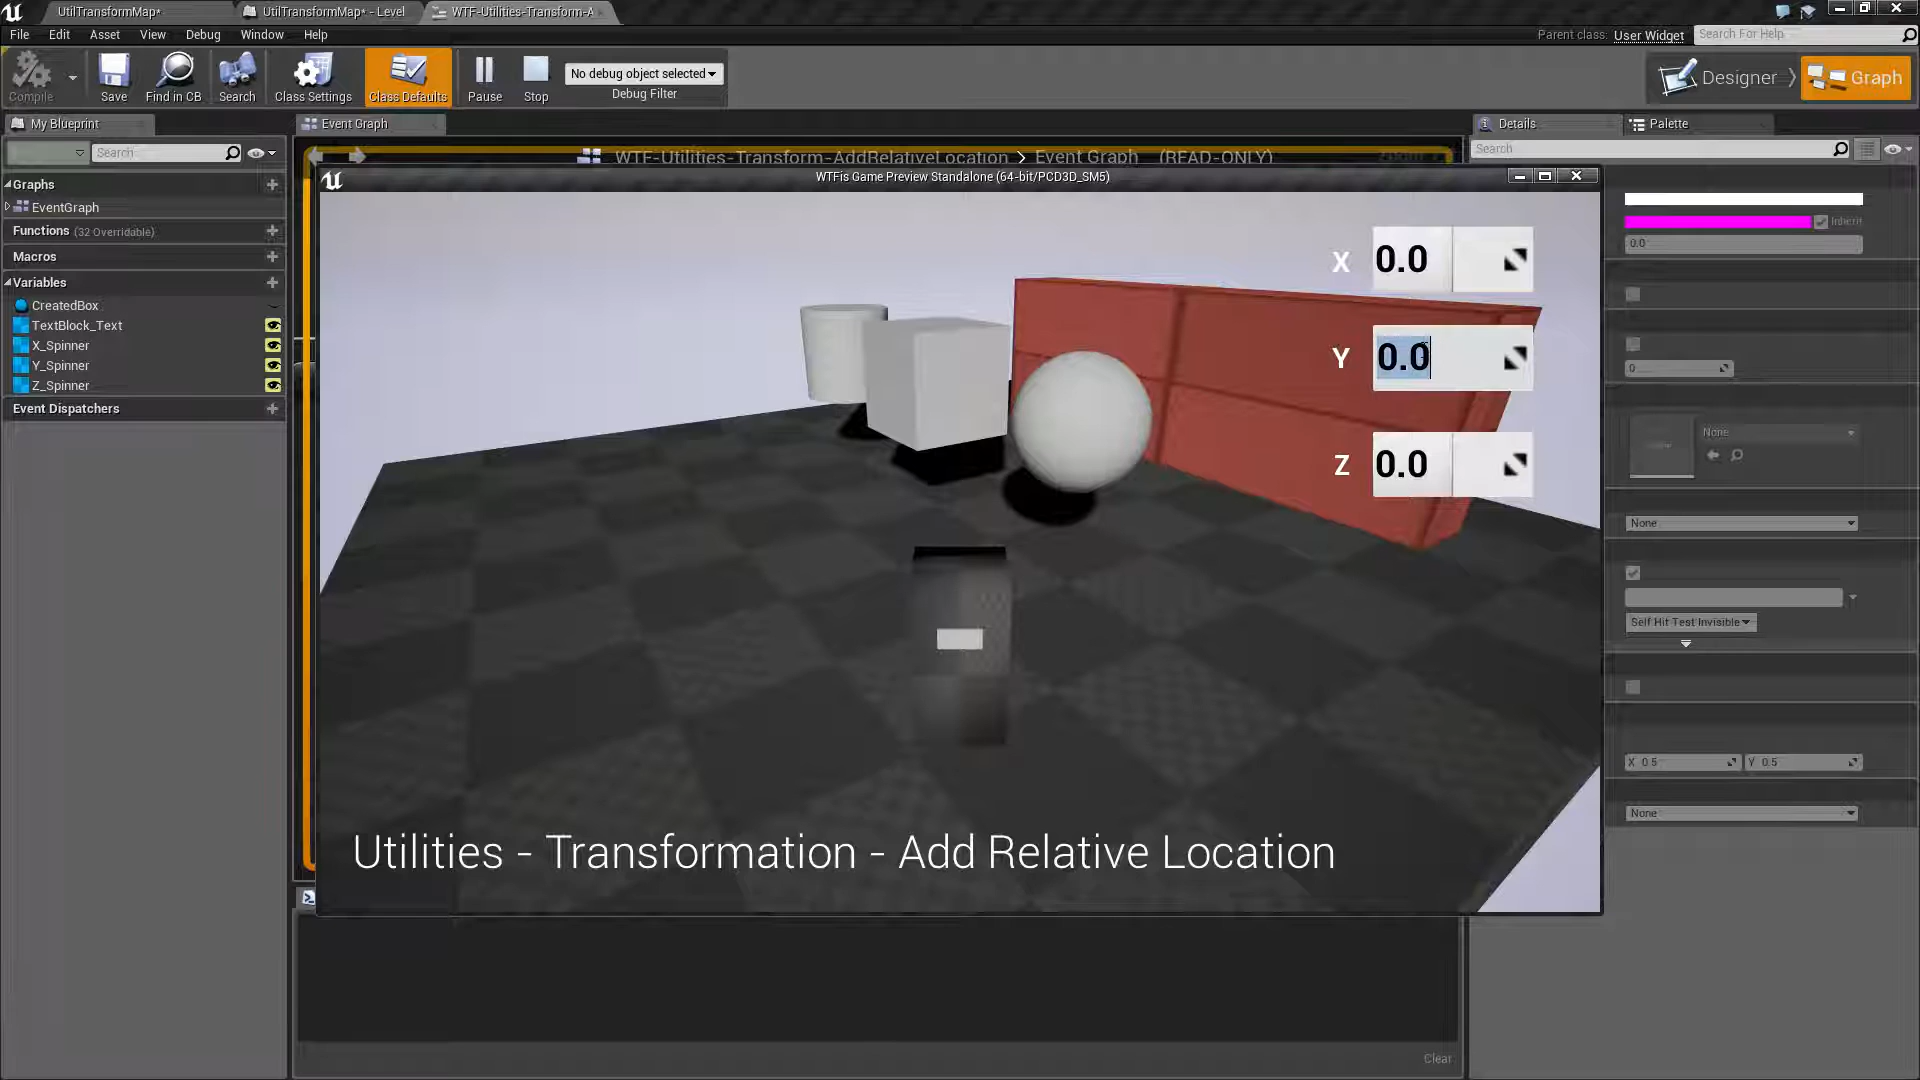 UtilTransformMap*
UtilTransformMap* - Level
WTF-Utilities-Transform-A
File Edit Asset View Debug Window Help
Parent class: User Widget
Search For Help
Compile
Save
Find in CB
Search
Class Settings
Class Defaults
Pause
Stop
No debug object selected
Debug Filter
Designer
Graph
My Blueprint
Event Graph
Details
Palette
Search
Search
WTF-Utilities-Transform-AddRelativeLocation > Event Graph (READ-ONLY)
WTFis Game Preview Standalone (64-bit/PCD3D_SM5)
Graphs
EventGraph
Functions (32 Overridable)
Macros
Variables
CreatedBox
TextBlock_Text
X_Spinner
Y_Spinner
Z_Spinner
Event Dispatchers
X 0.0
Y 0.0
Z 0.0
Inherit
0.0
0
None
None
Self Hit Test Invisible
X 0.5
Y 0.5
None
Utilities - Transformation - Add Relative Location
Clear